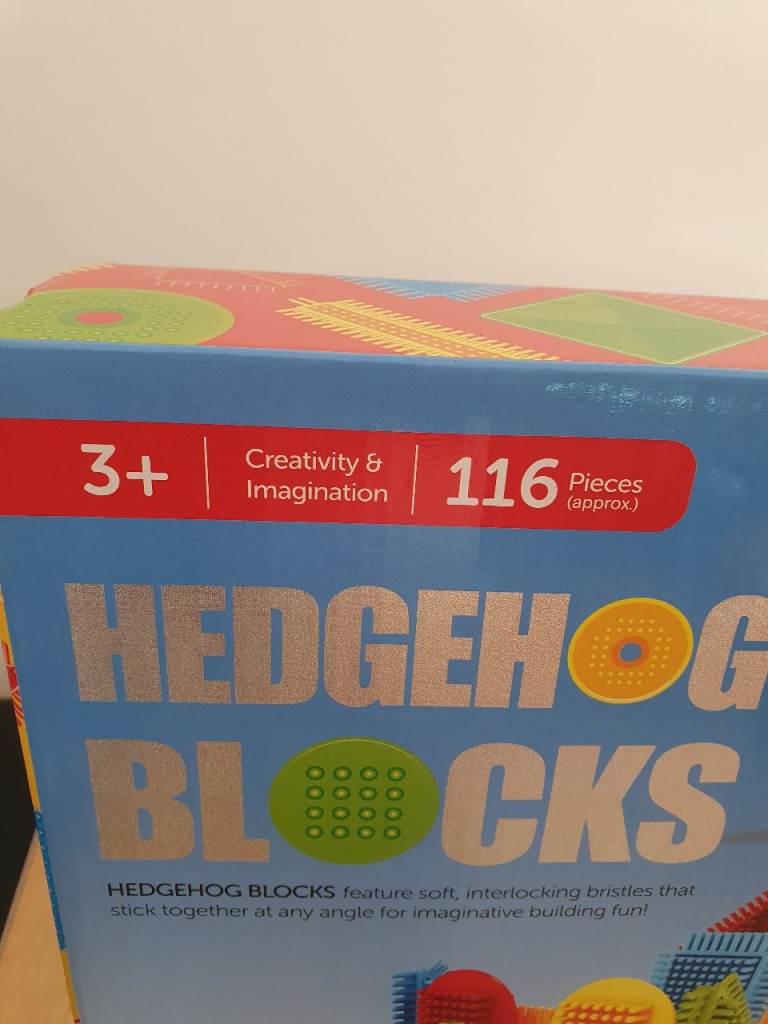 3+
Creativity &
Imagination
116 Pieces
(approx.)
HEDGEHOG
BLOCKS
HEDGEHOG BLOCKS feature soft, interlocking bristles that
stick together at any angle for imaginative building fun!